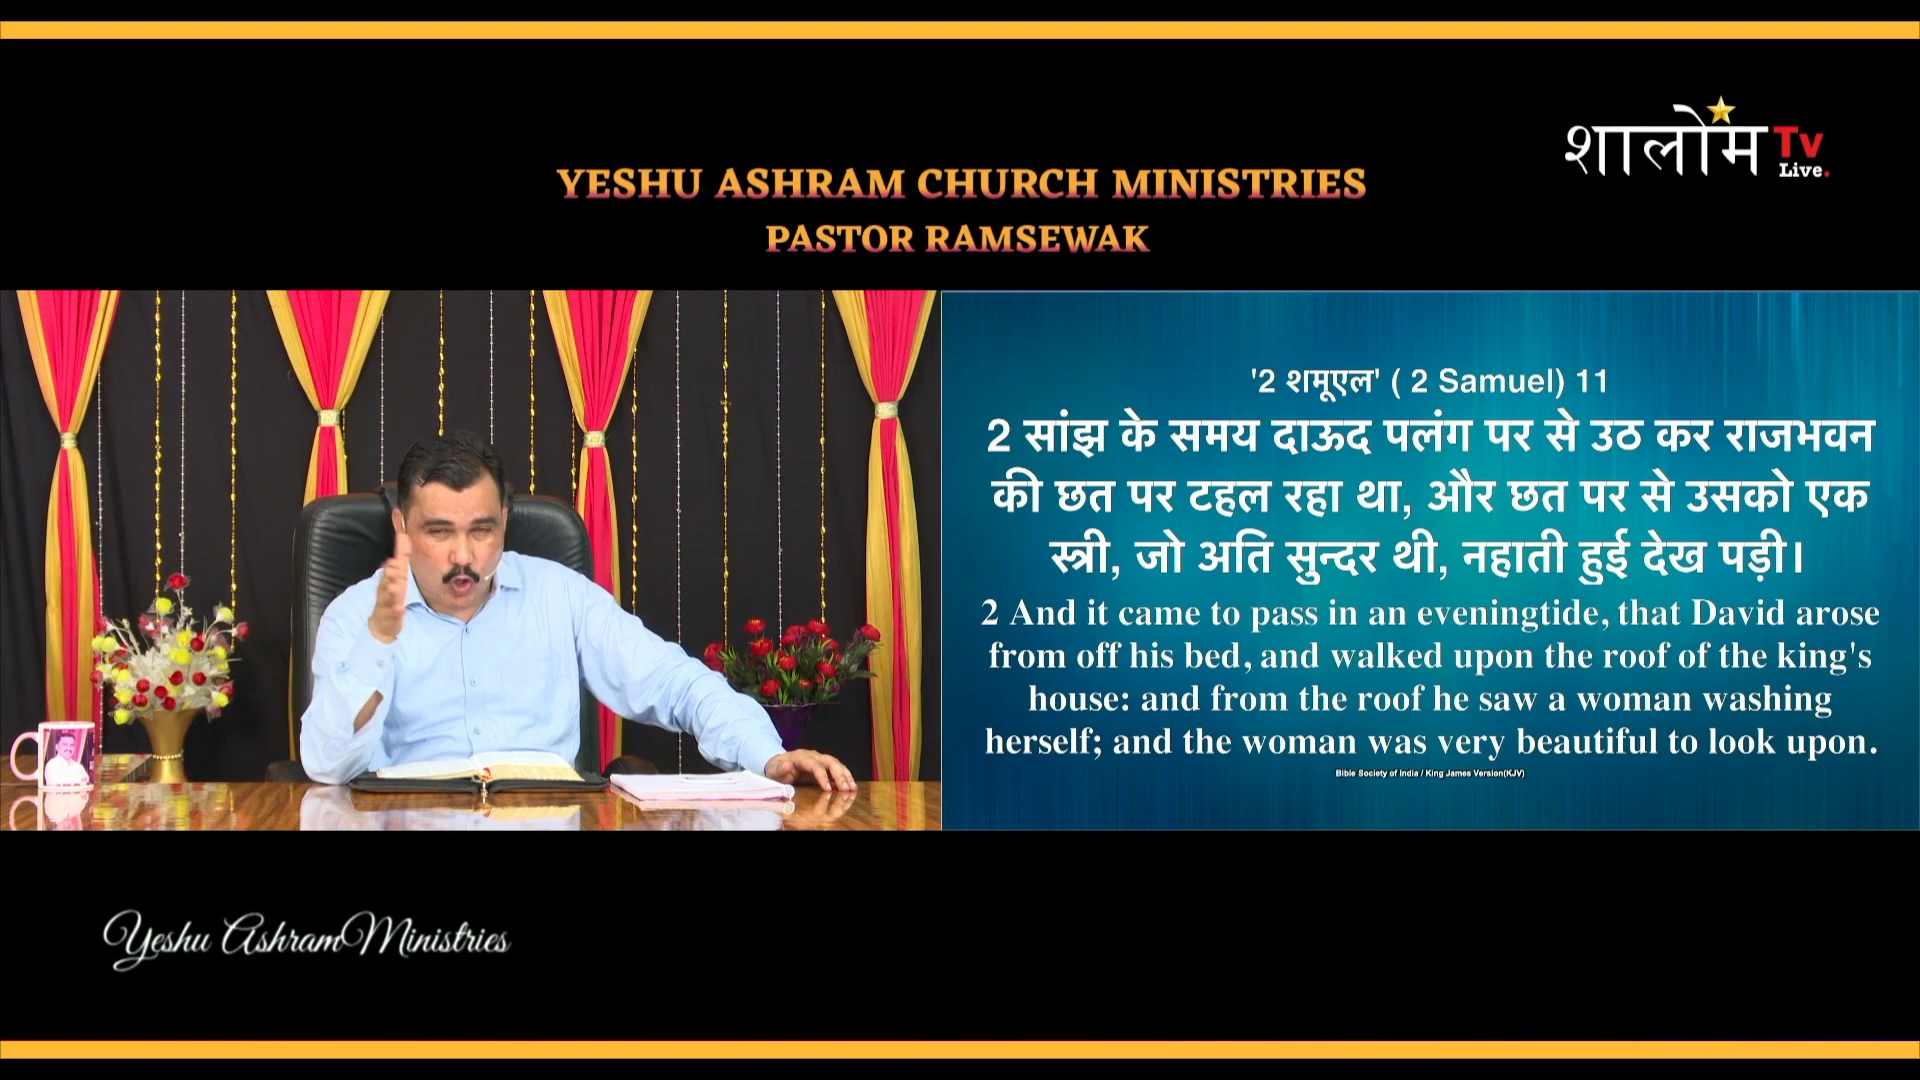 शालोम Tv
Live.
YESHU ASHRAM CHURCH MINISTRIES
PASTOR RAMSEWAK
'2 शमूएल' ( 2 Samuel) 11
2 सांझ के समय दाऊद पलंग पर से उठ कर राजभवन
की छत पर टहल रहा था, और छत पर से उसको एक
स्त्री, जो अति सुन्दर थी, नहाती हुई देख पड़ी।
2 And it came to pass in an eveningtide, that David arose
from off his bed, and walked upon the roof of the king's
house: and from the roof he saw a woman washing
herself; and the woman was very beautiful to look upon.
Bible Society of India / King James Version(KJV)
Yeshu AshramMinistries